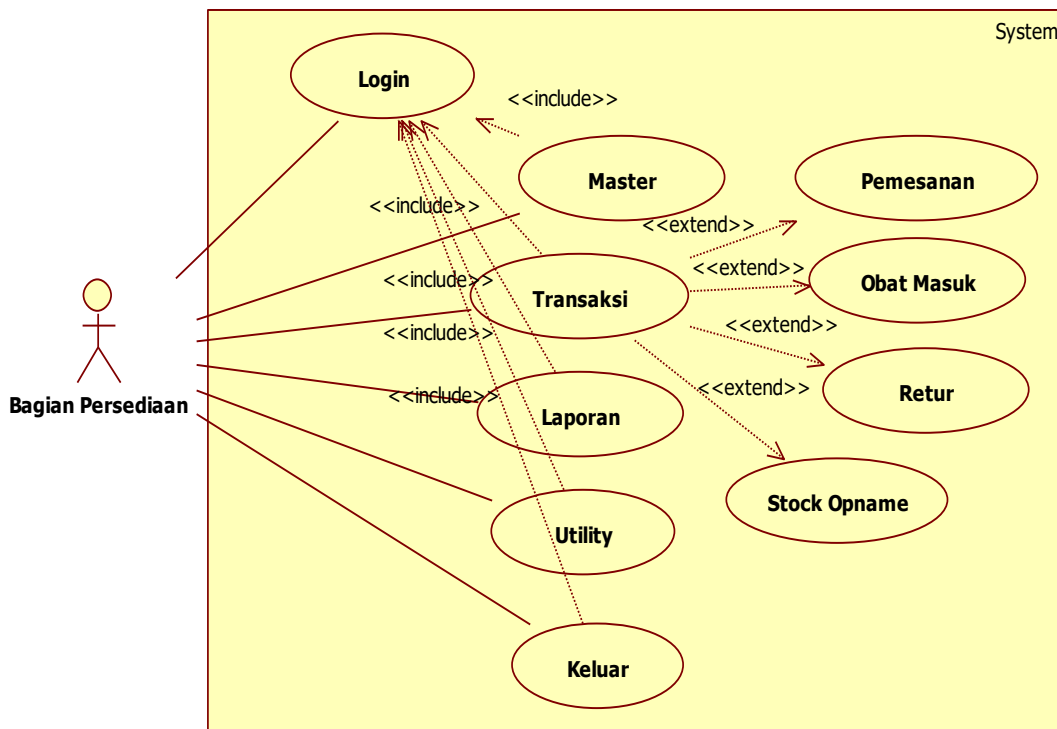 System
Login
<<include>>
Master
Pemesanan
<<include>>
<<extend>>
<<extend>>
<<include>>
Transaksi
Obat Masuk
<<include>>
<<extend>>
Bagian Persediaan
<<include>>
<<extend>>
Retur
Laporan
Stock Opname
Utility
Keluar